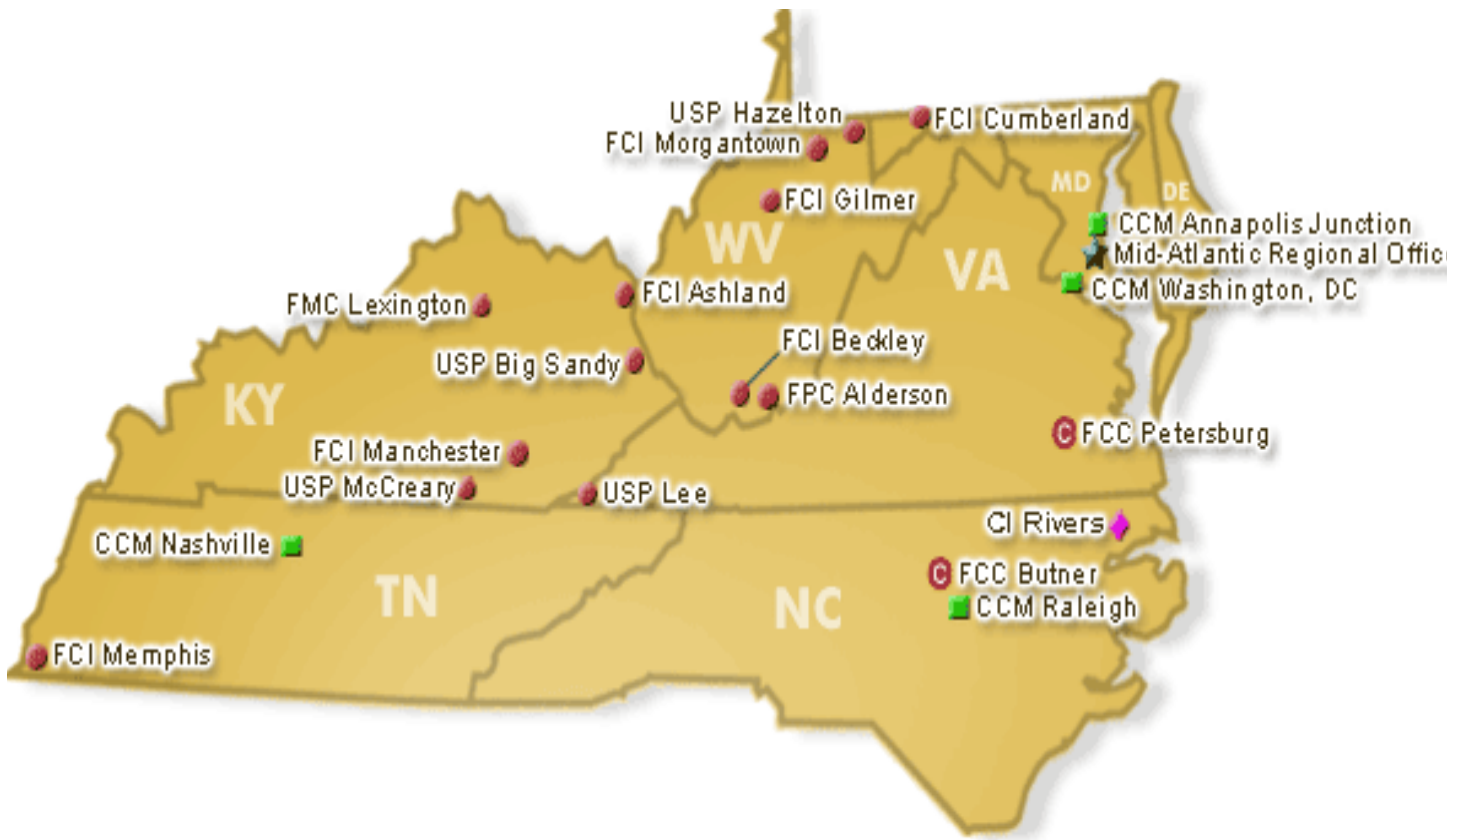 USP Hazelton
FCI Cumberland
FCI Morgantown
MD
DE
FCI Gilmer
CCM Annapolis Junction
WV
Mid-Atlantic Regional Offic
VA
CCM Washington, DC
FCI Ashland
FMC Lexington
FCI Beckley
USP Big Sandy
FPC Alderson
KY
C FCC Petersburg
FCI Manchester
USP McCreary
USP Lee
CI Rivers
CCM Nashville
C FCC Butner
TN
NC
CCM Raleigh
FCI Memphis